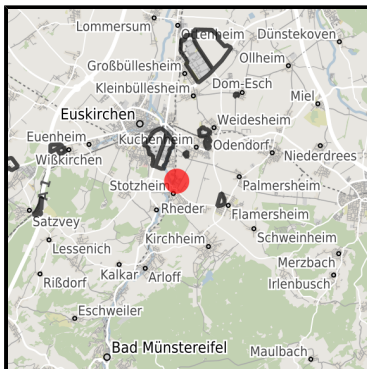 Lommersum
Ottenheim
Dünstekoven
Großbüllesheim
Ollheim
Kleinbüllesheim
Dom-Esch
Miel
Euskirchen
Weidesheim
Euenheim
Kuchenheim
Odendorf
Wißkirchen
Niederdrees
Stotzheim
Palmersheim
Satzvey
Rheder
Flamersheim
Lessenich
Kirchheim
Schweinheim
Merzbach
Rißdorf
Kalkar
Arloff
Irlenbusch
Eschweiler
Bad Münstereifel
Maulbach